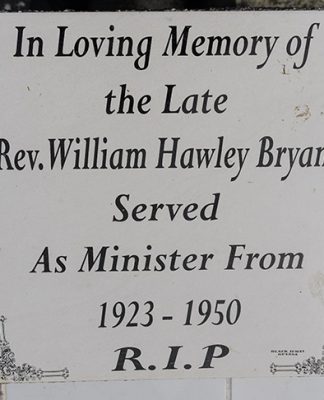 In Loving Memory of
the Late
Rev. William Hawley Bryan
Served
As Minister From
1923 - 1950
R.I.P